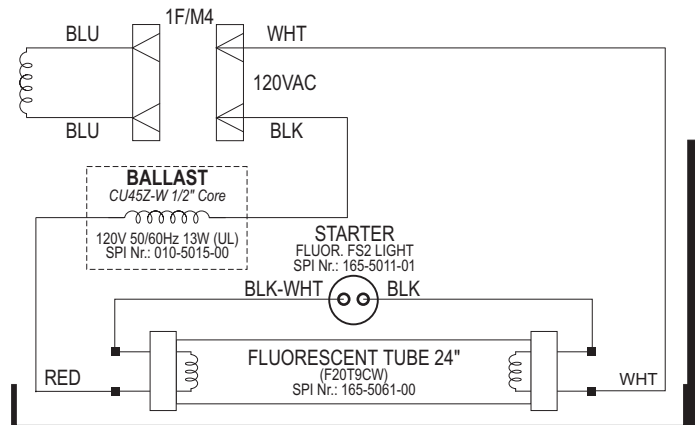 1F/M4
BLU
WHT
120VAC
BLU
BLK
BALLAST
CU45Z-W 1/2" Core
120V 50/60Hz 13W (UL)
SPI Nr.: 010-5015-00
STARTER
FLUOR. FS2 LIGHT
SPI Nr.: 165-5011-01
BLK-WHT
BLK
FLUORESCENT TUBE 24"
(F20T9CW)
SPI Nr.: 165-5061-00
RED
WHT